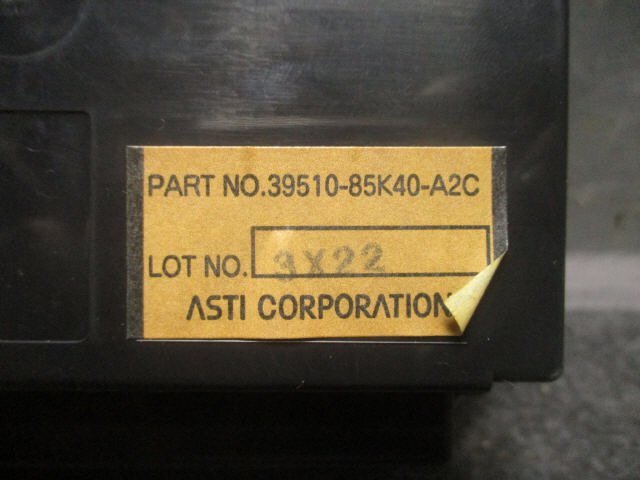 PART NO.39510-85K40-A2C
LOT NO. 3X22
ASTI CORPORATION